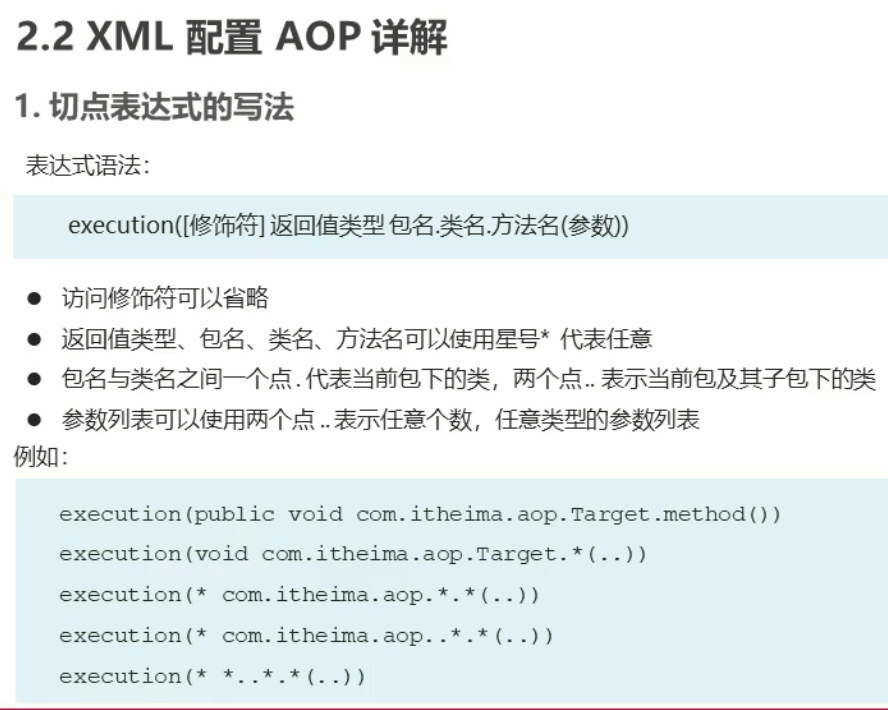 2.2 XML 配置 AOP 详解
1. 切点表达式的写法
表达式语法：
execution([修饰符] 返回值类型 包名.类名.方法名(参数))
● 访问修饰符可以省略
● 返回值类型、包名、类名、方法名可以使用星号* 代表任意
● 包名与类名之间一个点 . 代表当前包下的类，两个点 .. 表示当前包及其子包下的类
● 参数列表可以使用两个点 .. 表示任意个数，任意类型的参数列表
例如：
execution(public void com.itheima.aop.Target.method())
execution(void com.itheima.aop.Target.*(..))
execution(* com.itheima.aop.*.*(..))
execution(* com.itheima.aop..*.*(..))
execution(* *..*.*(..))